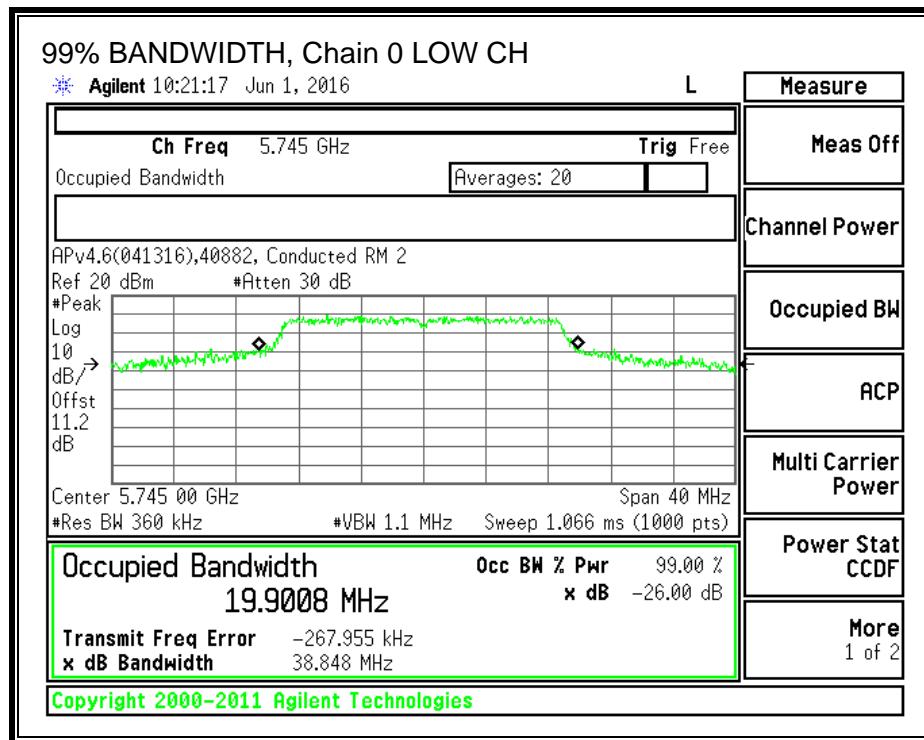 99% BANDWIDTH, Chain 0 LOW CH
Agilent 10:21:17 Jun 1, 2016 L
Measure
Ch Freq 5.745 GHz Trig Free
Meas Off
Occupied Bandwidth Averages: 20
Channel Power
APv4.6(041316),40882, Conducted RM 2
Ref 20 dBm #Atten 30 dB
#Peak
Log
10
dB/
Offst
11.2
dB
Occupied BW
ACP
Multi Carrier
Power
Center 5.745 00 GHz Span 40 MHz
#Res BW 360 kHz #VBW 1.1 MHz Sweep 1.066 ms (1000 pts)
Power Stat
CCDF
Occupied Bandwidth Occ BW % Pwr 99.00 %
19.9008 MHz x dB -26.00 dB
Transmit Freq Error -267.955 kHz
x dB Bandwidth 38.848 MHz
More
1 of 2
Copyright 2000-2011 Agilent Technologies